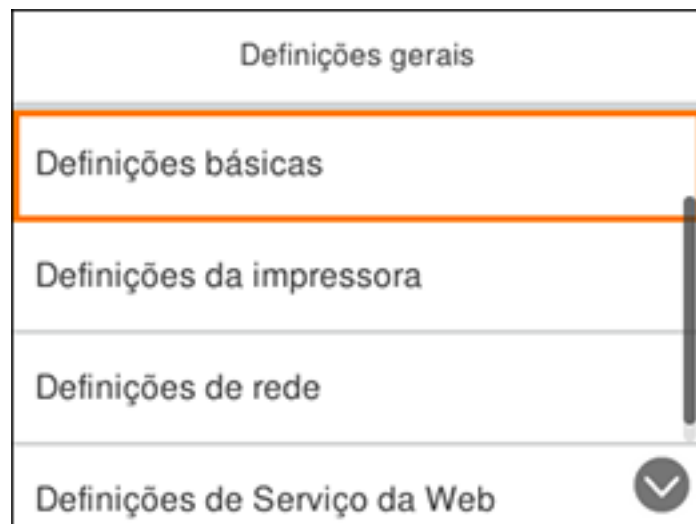 Definições gerais
Definições básicas
Definições da impressora
Definições de rede
Definições de Serviço da Web